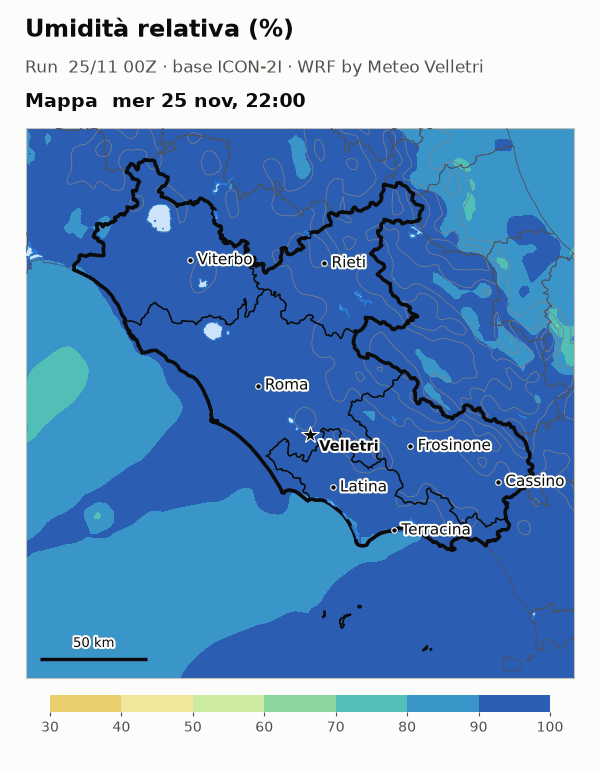 Umidità relativa (%)
Run  25/11 00Z · base ICON-2I · WRF by Meteo Velletri
Mappa  mer 25 nov, 22:00
Viterbo
Rieti
Roma
Velletri
Frosinone
Latina
Cassino
Terracina
50 km
30 40 50 60 70 80 90 100